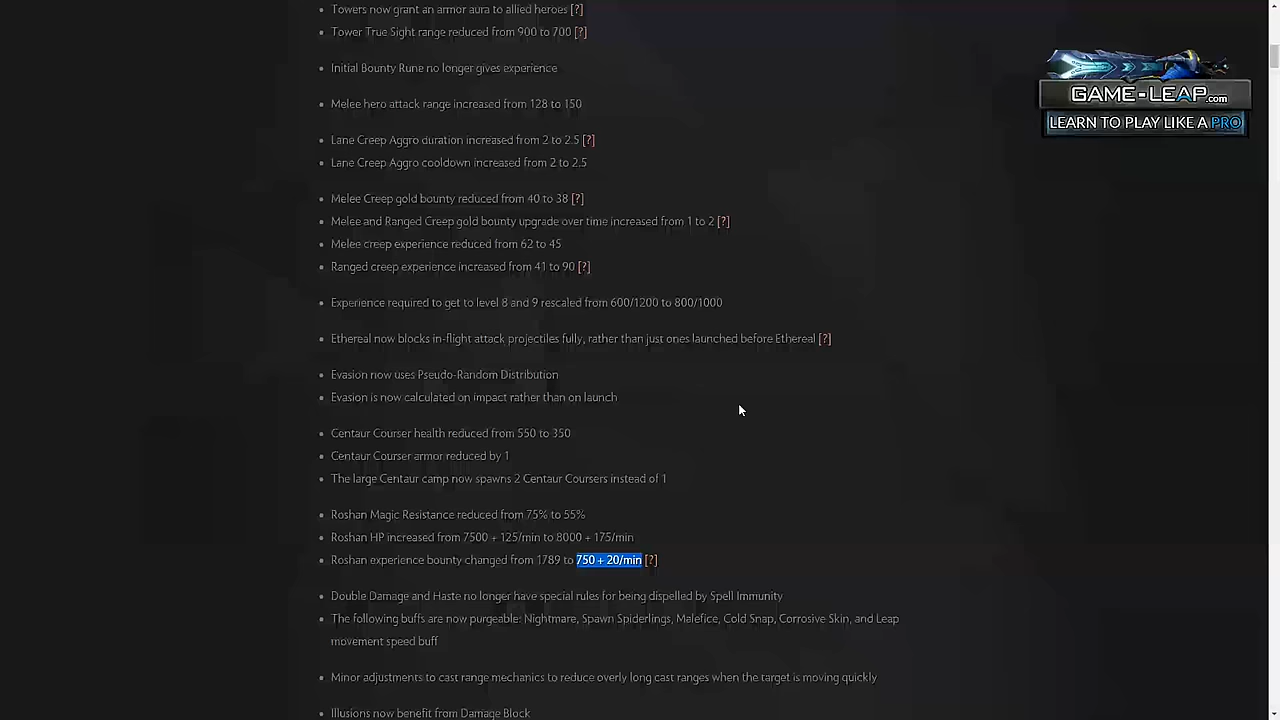 Towers now grant an armor aura to allied heroes [?]
Tower True Sight range reduced from 900 to 700 [?]
Initial Bounty Rune no longer gives experience
Melee hero attack range increased from 128 to 150
Lane Creep Aggro duration increased from 2 to 2.5 [?]
Lane Creep Aggro cooldown increased from 2 to 2.5
Melee Creep gold bounty reduced from 40 to 38 [?]
Melee and Ranged Creep gold bounty upgrade over time increased from 1 to 2 [?]
Melee creep experience reduced from 62 to 45
Ranged creep experience increased from 41 to 90 [?]
Experience required to get to level 8 and 9 rescaled from 600/1200 to 800/1000
Ethereal now blocks in-flight attack projectiles fully, rather than just ones launched before Ethereal [?]
Evasion now uses Pseudo-Random Distribution
Evasion is now calculated on impact rather than on launch
Centaur Courser health reduced from 550 to 350
Centaur Courser armor reduced by 1
The large Centaur camp now spawns 2 Centaur Coursers instead of 1
Roshan Magic Resistance reduced from 75% to 55%
Roshan HP increased from 7500 + 125/min to 8000 + 175/min
Roshan experience bounty changed from 1789 to 750 + 20/min [?]
Double Damage and Haste no longer have special rules for being dispelled by Spell Immunity
The following buffs are now purgeable: Nightmare, Spawn Spiderlings, Malefice, Cold Snap, Corrosive Skin, and Leap
movement speed buff
Minor adjustments to cast range mechanics to reduce overly long cast ranges when the target is moving quickly
Illusions now benefit from Damage Block
GAME-LEAP.com
LEARN TO PLAY LIKE A PRO